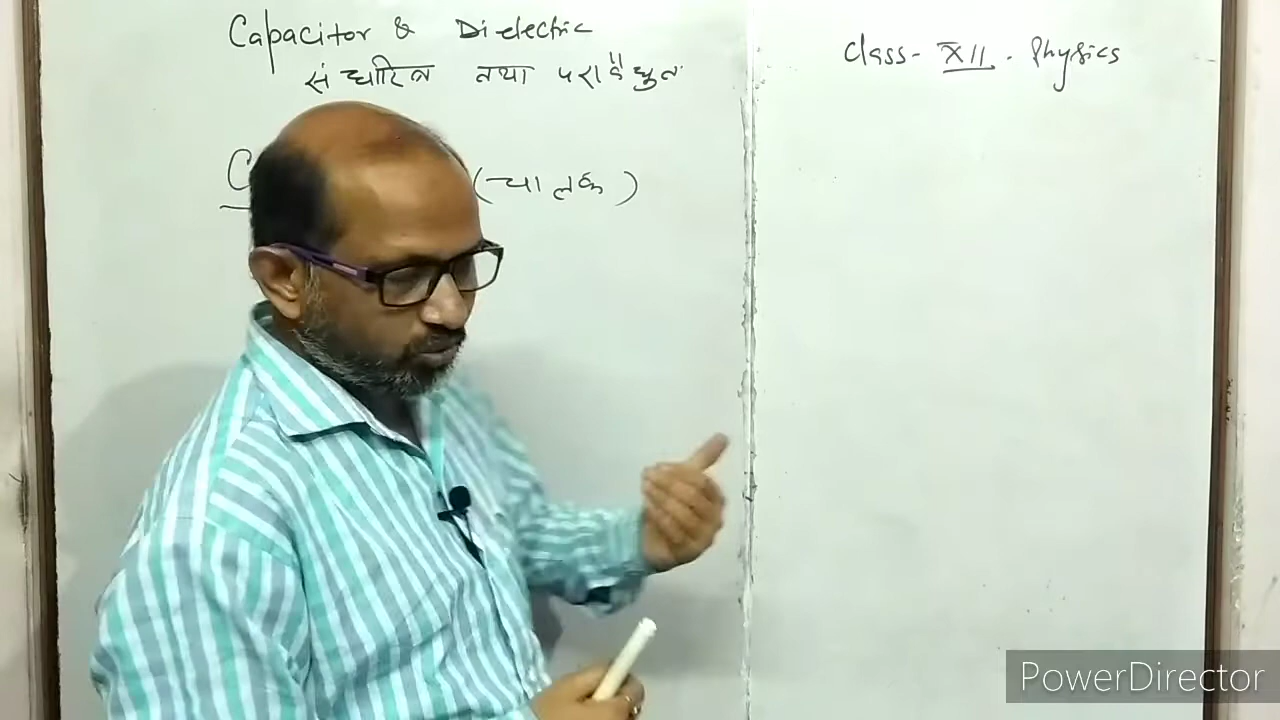 Capacitor & Dielectric
संधारित्र तथा परावैधुत
Class- XII. Physics
C (चालक)
PowerDirector